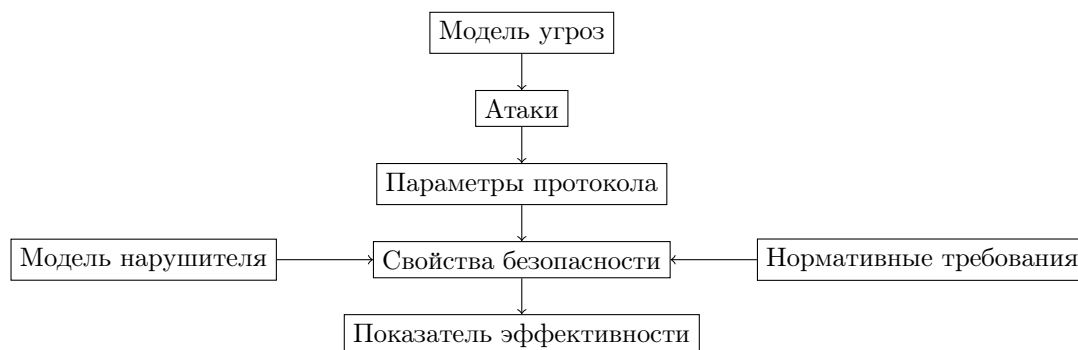 Модель угроз
Атаки
Параметры протокола
Модель нарушителя
Свойства безопасности
Нормативные требования
Показатель эффективности